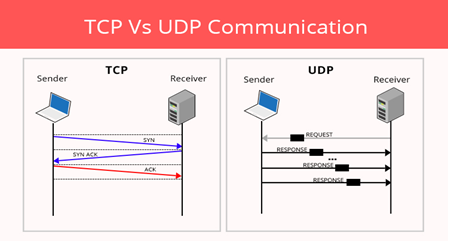 TCP Vs UDP Communication
TCP
Sender
Receiver
SYN
SYN ACK
ACK
UDP
Sender
Receiver
REQUEST
RESPONSE
...
RESPONSE
RESPONSE